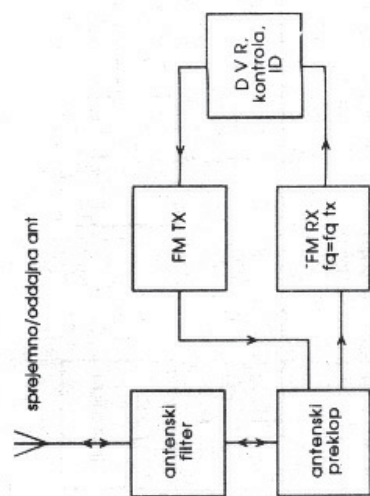 sprejemno/oddajna ant
antenski
filter
antenski
preklop
FM TX
FM RX
fq=fq tx
D V R,
kontrola,
ID